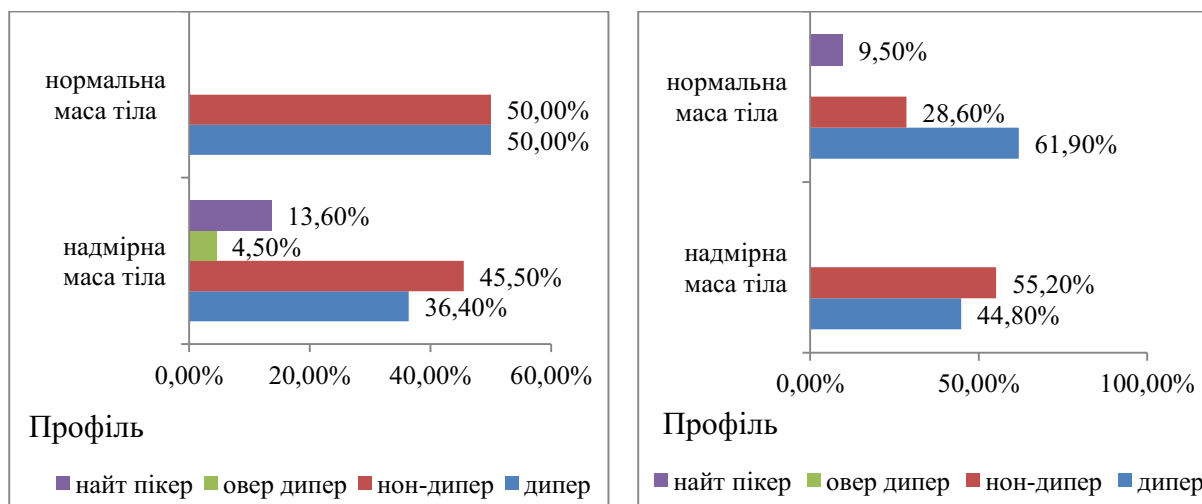 нормальна
маса тіла
50,00%
50,00%
надмірна
маса тіла
13,60%
4,50%
45,50%
36,40%
0,00% 20,00% 40,00% 60,00%
Профіль
найт пікер овер дипер нон-дипер дипер
нормальна
маса тіла
9,50%
28,60%
61,90%
надмірна
маса тіла
55,20%
44,80%
0,00% 50,00% 100,00%
Профіль
найт пікер овер дипер нон-дипер дипер